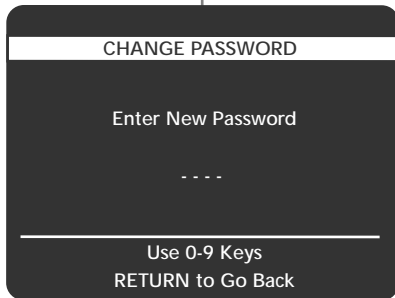 CHANGE PASSWORD
Enter New Password
- - - -
Use 0-9 Keys
RETURN to Go Back